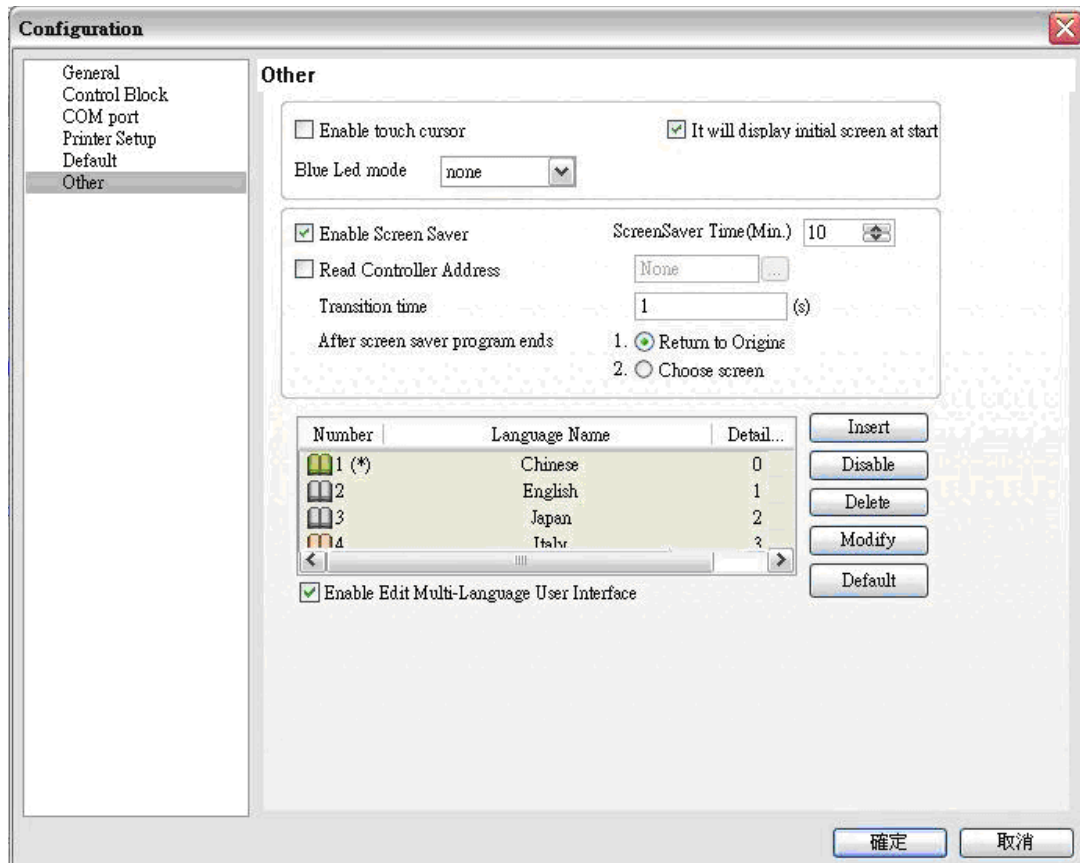 Configuration
General
Control Block
COM port
Printer Setup
Default
Other
Other
Enable touch cursor
It will display initial screen at start
Blue Led mode none
Enable Screen Saver
ScreenSaver Time(Min.) 10
Read Controller Address None ...
Transition time 1 (s)
After screen saver program ends 1. Return to Origina
2. Choose screen
Number Language Name Detail...
1 (*) Chinese 0
2 English 1
3 Japan 2
4 Italy 3
Insert
Disable
Delete
Modify
Default
Enable Edit Multi-Language User Interface
確定 取消